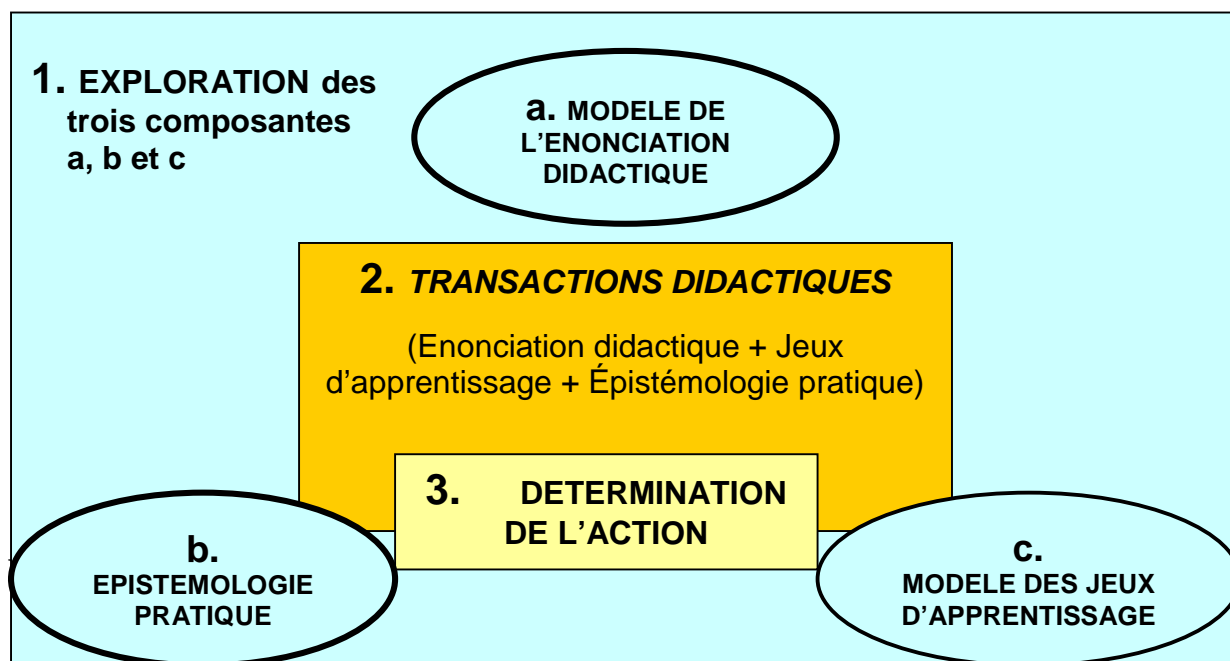 1. EXPLORATION des
trois composantes
a, b et c
a. MODELE DE
L'ENONCIATION
DIDACTIQUE
2. TRANSACTIONS DIDACTIQUES
(Enonciation didactique + Jeux
d'apprentissage + Épistémologie pratique)
3. DETERMINATION
DE L'ACTION
b.
EPISTEMOLOGIE
PRATIQUE
c.
MODELE DES JEUX
D'APPRENTISSAGE